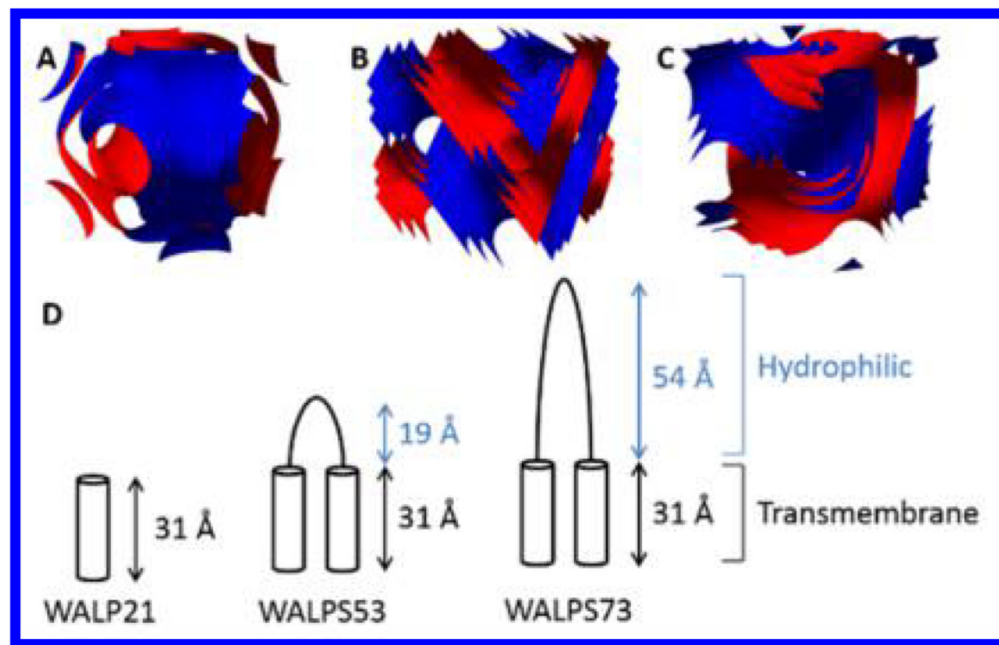 A
B
C
D
54 Å
Hydrophilic
19 Å
31 Å
31 Å
31 Å
Transmembrane
WALP21
WALPS53
WALPS73